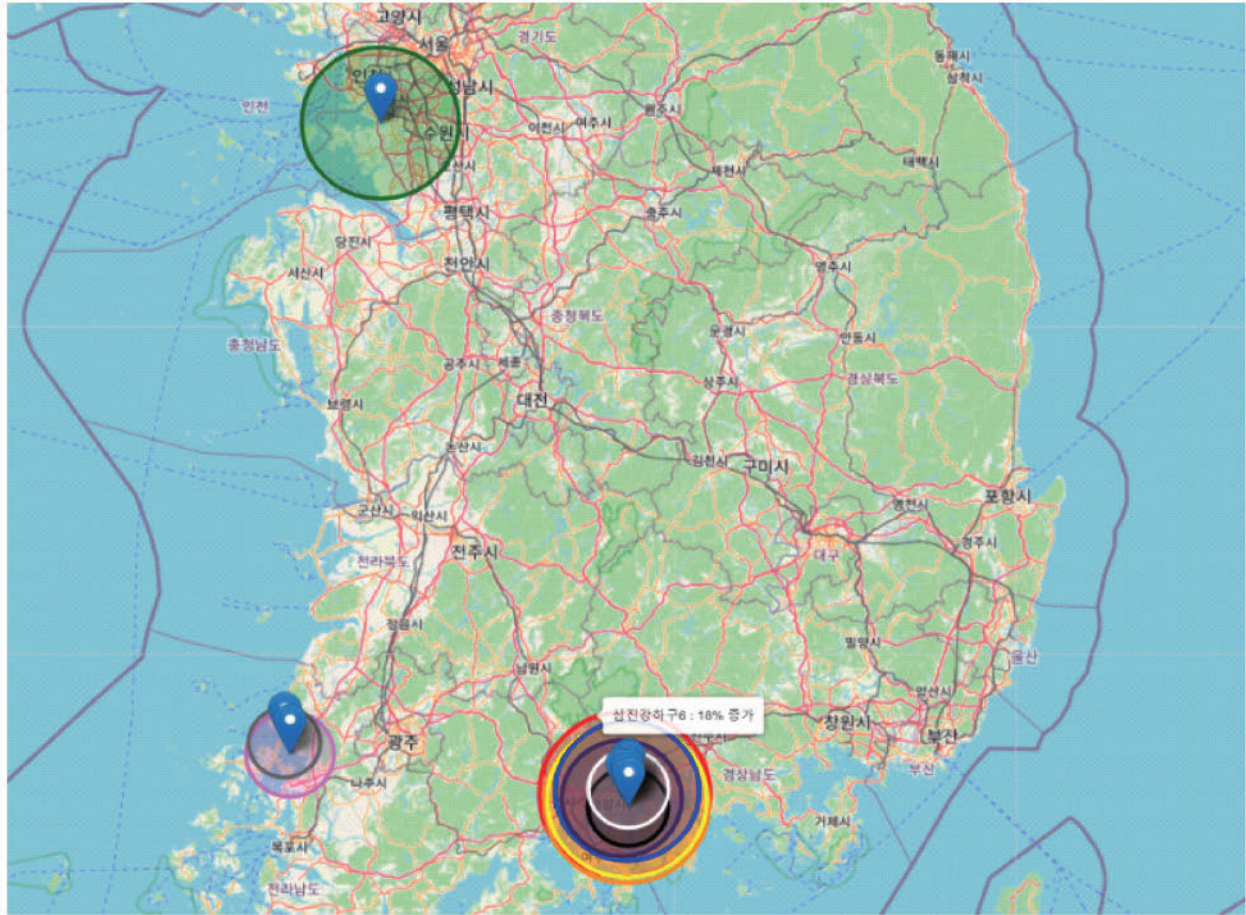 고양시
서울
경기도
동해시
삼척시
성남시
인천
원주시
이천시
여주시
수원시
제천시
태백시
평택시
충주시
당진시
서산시
천안시
영주시
충청북도
충청남도
문경시
안동시
공주시
세종
상주시
경상북도
보령시
대전
논산시
김천시
구미시
포항시
군산시
익산시
영천시
전라북도
전주시
대구
경주시
정읍시
밀양시
남원시
울산
양산시
섬진강하구6 : 18% 증가
창원시
부산
광주
부산
나주시
경상남도
거제시
목포시
전라남도